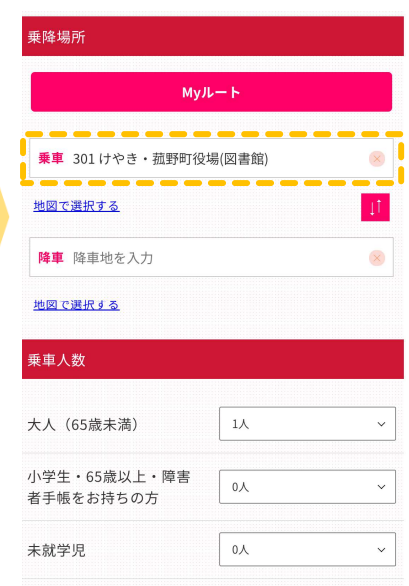 乗降場所
Myルート
乗車 301 けやき・菰野町役場(図書館)
地図で選択する
降車 降車地を入力
地図で選択する
乗車人数
大人（65歳未満）
1人
小学生・65歳以上・障害
者手帳をお持ちの方
0人
未就学児
0人